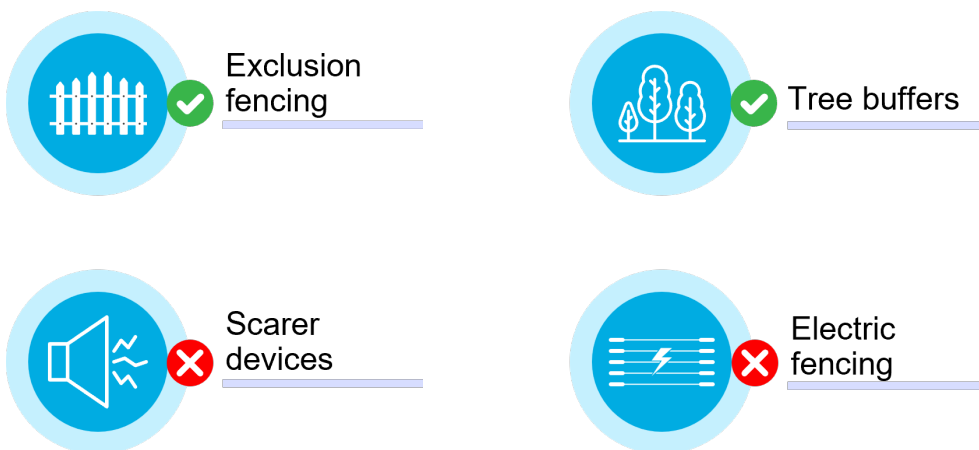 Exclusion
fencing
Tree buffers
Scarer
devices
Electric
fencing